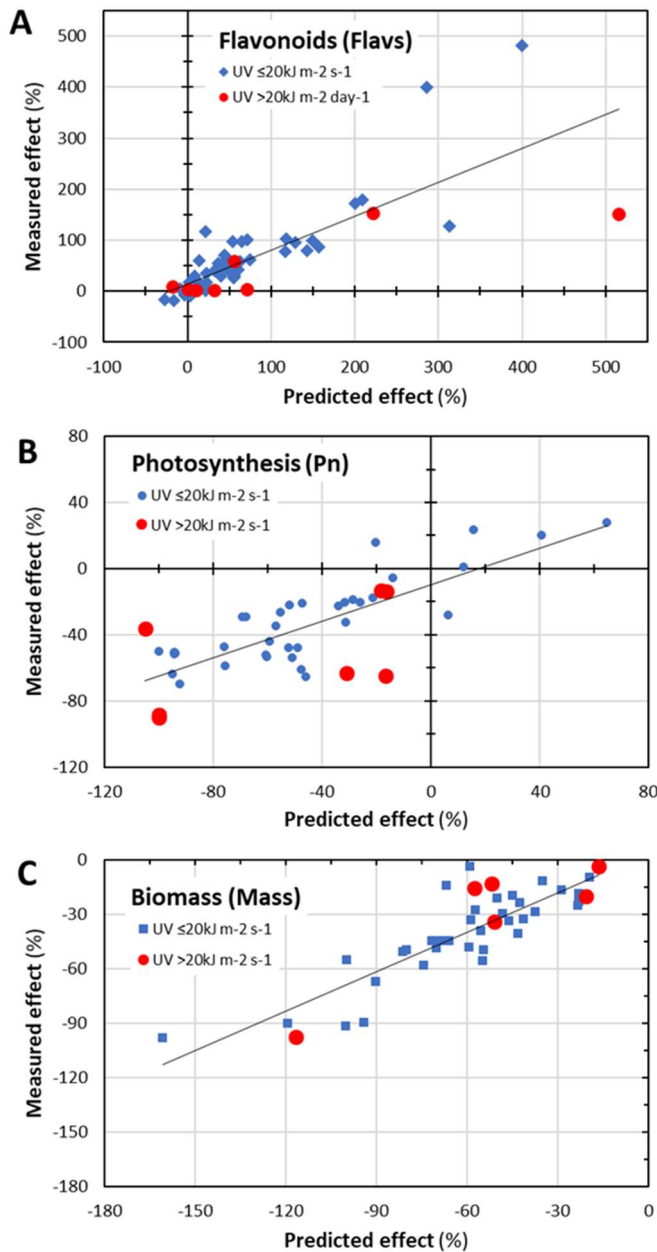 A
Flavonoids (Flavs)
UV ≤20kJ m-2 s-1
UV >20kJ m-2 day-1
Measured effect (%)
500
400
300
200
100
0
-100
-100 0 100 200 300 400 500
Predicted effect (%)
B
Photosynthesis (Pn)
UV ≤20kJ m-2 s-1
UV >20kJ m-2 s-1
Measured effect (%)
80
40
0
-40
-80
-120
-120 -80 -40 0 40 80
Predicted effect (%)
C
Biomass (Mass)
UV ≤20kJ m-2 s-1
UV >20kJ m-2 s-1
Measured effect (%)
0
-30
-60
-90
-120
-150
-180
-180 -150 -120 -90 -60 -30 0
Predicted effect (%)